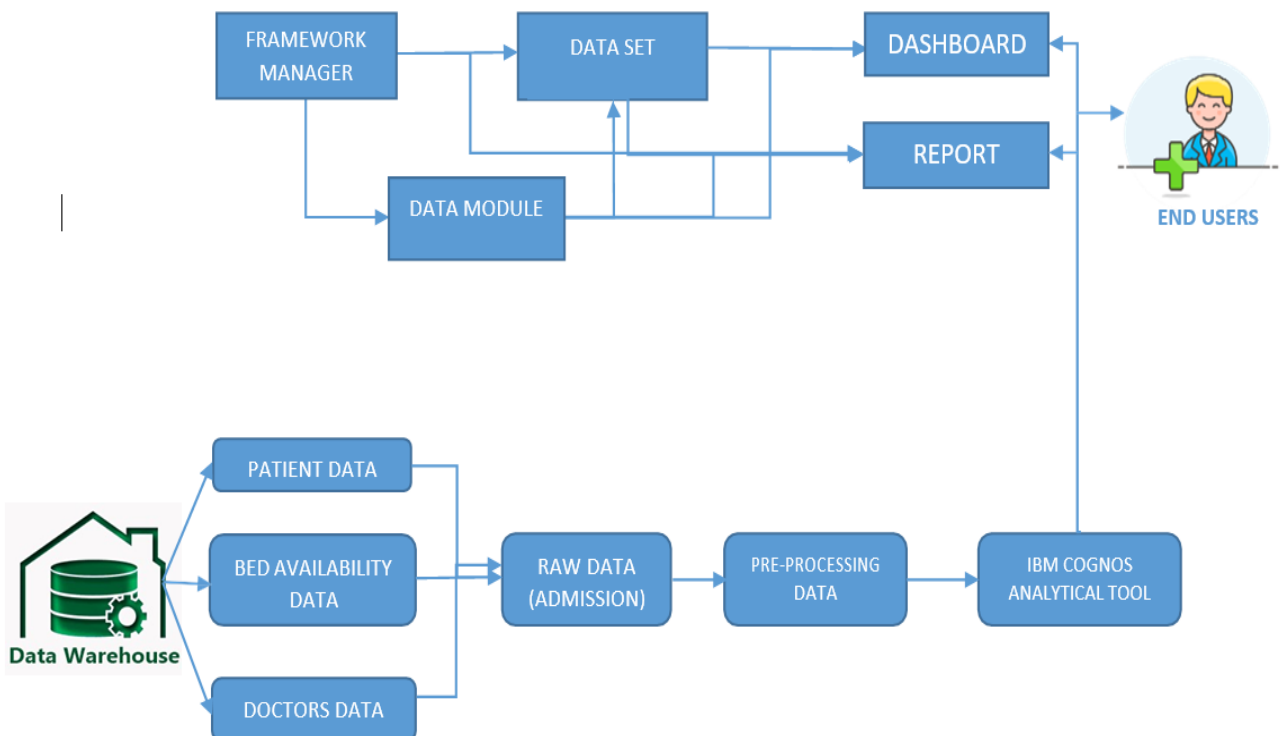 FRAMEWORK
MANAGER
DATA SET
DASHBOARD
REPORT
DATA MODULE
END USERS
PATIENT DATA
BED AVAILABILITY
DATA
RAW DATA
(ADMISSION)
PRE-PROCESSING
DATA
IBM COGNOS
ANALYTICAL TOOL
Data Warehouse
DOCTORS DATA